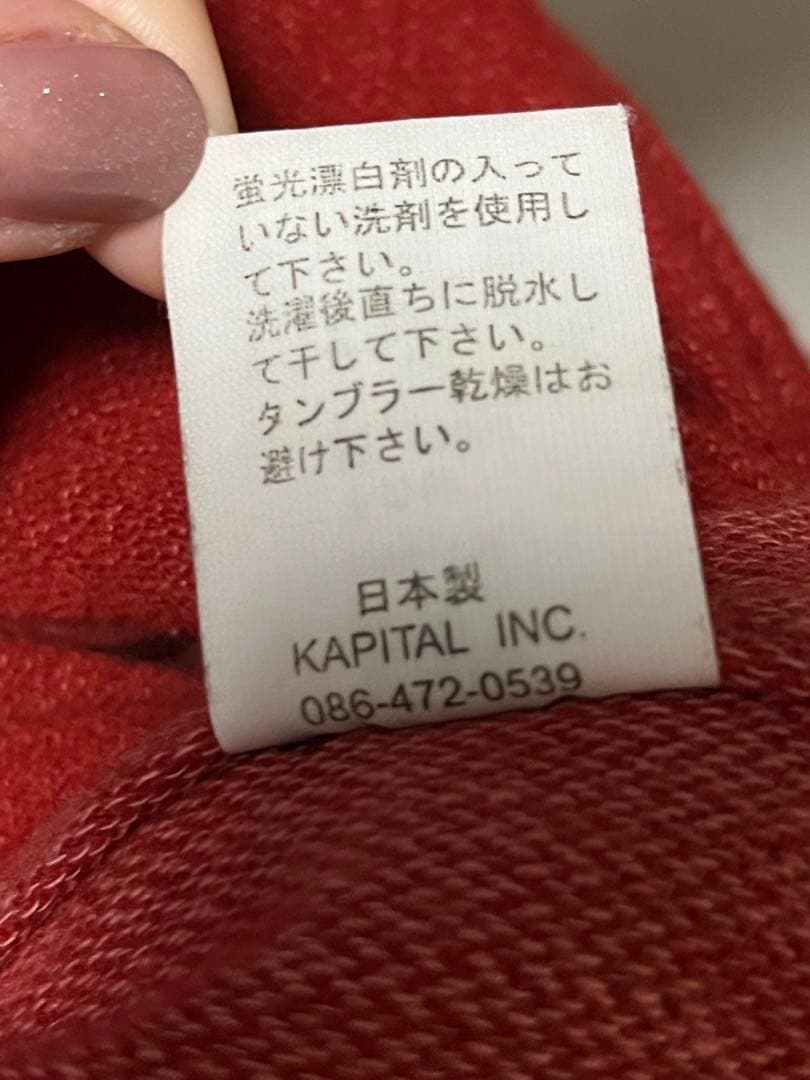 蛍光漂白剤の入って
いない洗剤を使用し
て下さい。
洗濯後直ちに脱水し
て干して下さい。
タンブラー乾燥はお
避け下さい。
日本製
KAPITAL INC.
086-472-0539